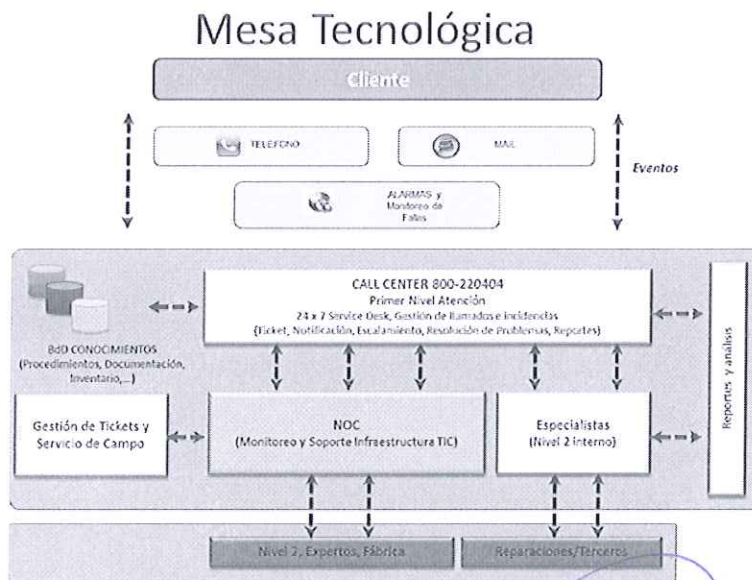 Mesa Tecnológica
Cliente
TELÉFONO
MAIL
Eventos
ALARMAS y
Monitoreo de
Fallas
CALL CENTER 800-220404
Primer Nivel Atención
24 x 7 Service Desk, Gestión de llamados e incidencias
(Ticket, Notificación, Escalamiento, Resolución de Problemas, Reportes)
BdD CONOCIMIENTOS
(Procedimientos, Documentación,
Inventario,...)
Reportes y análisis
Gestión de Tickets y
Servicio de Campo
NOC
(Monitoreo y Soporte Infraestructura TIC)
Especialistas
(Nivel 2 Interno)
Nivel 2, Expertos, Fábrica
Reparaciones/Terceros